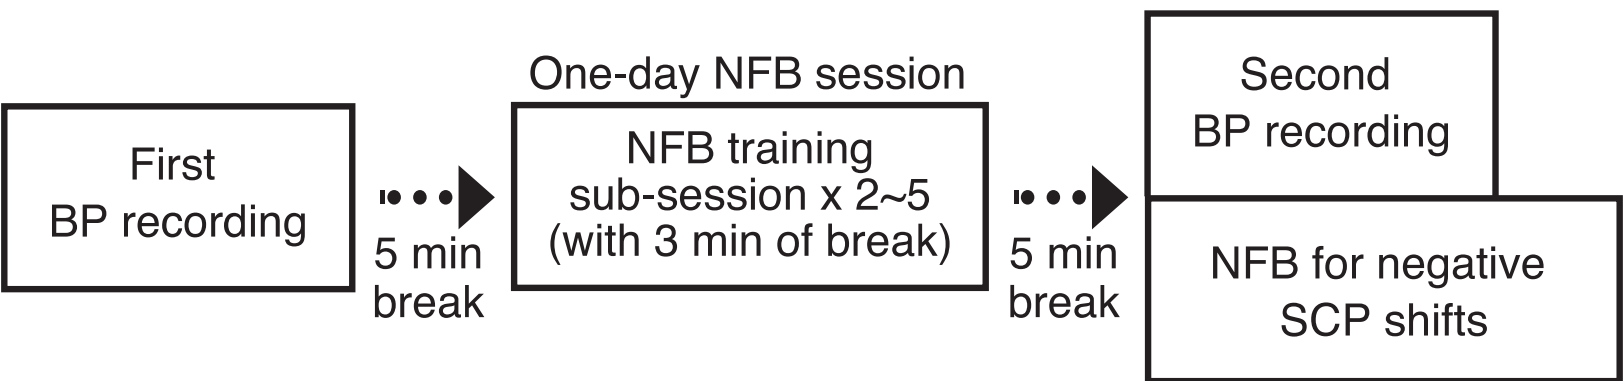 First
BP recording
5 min
break
One-day NFB session
NFB training
sub-session x 2~5
(with 3 min of break)
5 min
break
Second
BP recording
NFB for negative
SCP shifts